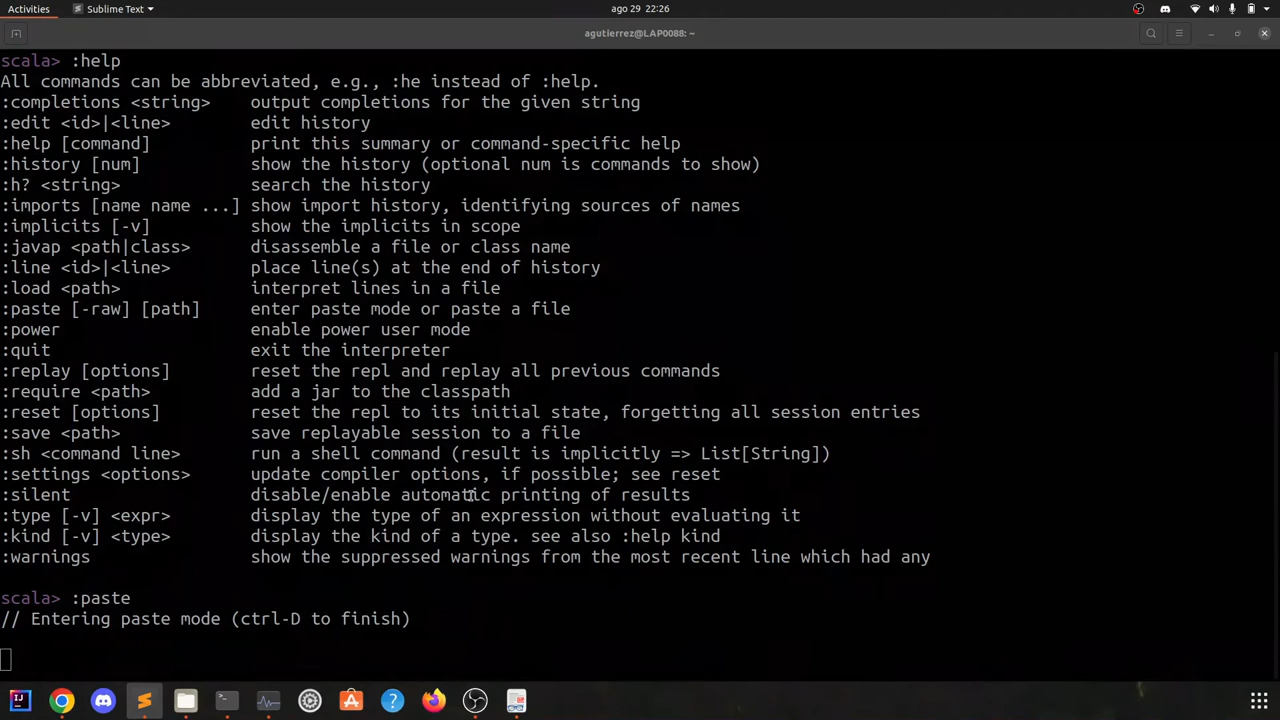 Activities Sublime Text ago 29 22:26
agutierrez@LAP0088: ~
scala> :help
All commands can be abbreviated, e.g., :he instead of :help.
:completions <string>    output completions for the given string
:edit <id>|<line>        edit history
:help [command]          print this summary or command-specific help
:history [num]           show the history (optional num is commands to show)
:h? <string>             search the history
:imports [name name ...] show import history, identifying sources of names
:implicits [-v]          show the implicits in scope
:javap <path|class>      disassemble a file or class name
:line <id>|<line>        place line(s) at the end of history
:load <path>             interpret lines in a file
:paste [-raw] [path]     enter paste mode or paste a file
:power                   enable power user mode
:quit                    exit the interpreter
:replay [options]        reset the repl and replay all previous commands
:require <path>          add a jar to the classpath
:reset [options]         reset the repl to its initial state, forgetting all session entries
:save <path>             save replayable session to a file
:sh <command line>       run a shell command (result is implicitly => List[String])
:settings <options>      update compiler options, if possible; see reset
:silent                  disable/enable automatic printing of results
:type [-v] <expr>        display the type of an expression without evaluating it
:kind [-v] <type>        display the kind of a type. see also :help kind
:warnings                show the suppressed warnings from the most recent line which had any
scala> :paste
// Entering paste mode (ctrl-D to finish)